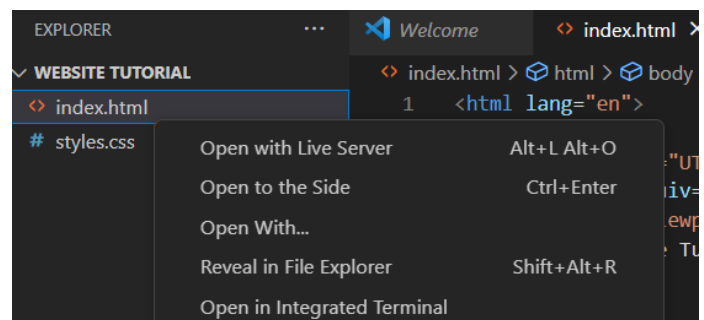 EXPLORER ...
WEBSITE TUTORIAL
<> index.html
# styles.css
Welcome
<> index.html
<> index.html > html > body
1 <html lang="en">
Open with Live Server Alt+L Alt+O
Open to the Side Ctrl+Enter
Open With...
Reveal in File Explorer Shift+Alt+R
Open in Integrated Terminal